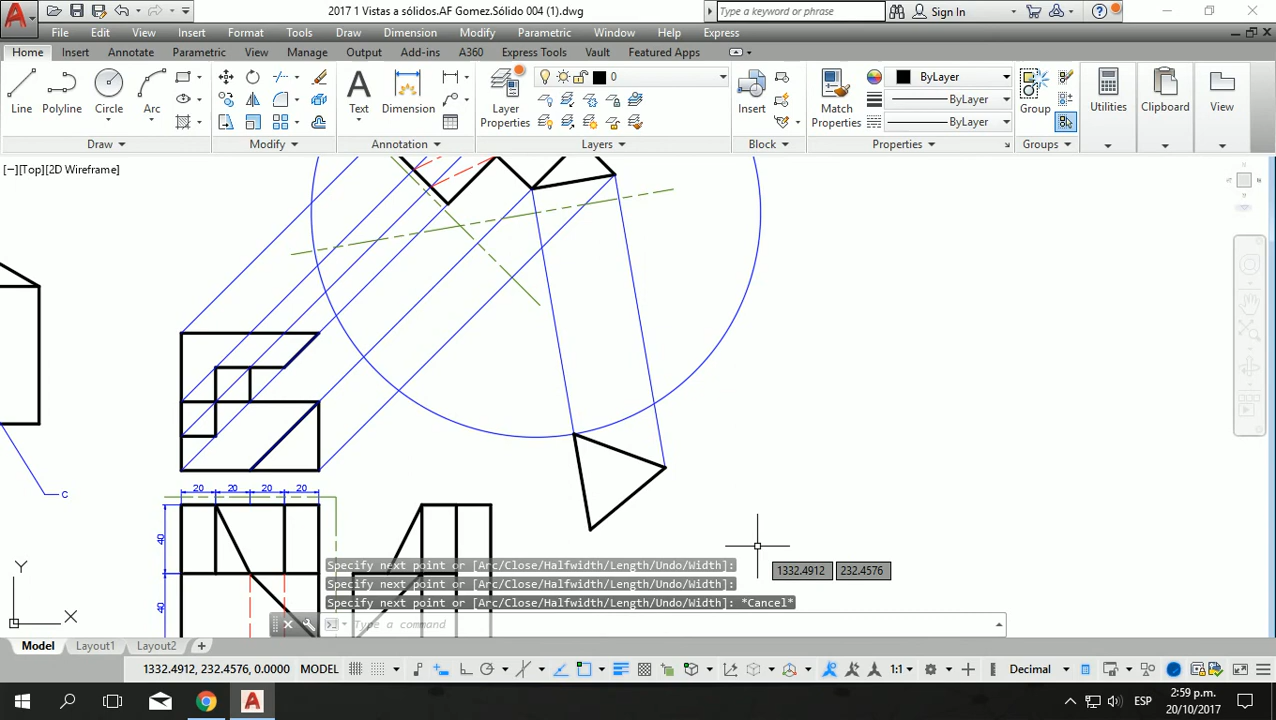 2017 1 Vistas a sólidos.AF Gomez.Sólido 004 (1).dwg
Type a keyword or phrase
Sign In
File Edit View Insert Format Tools Draw Dimension Modify Parametric Window Help Express
Home Insert Annotate Parametric View Manage Output Add-ins A360 Express Tools Vault Featured Apps
0
ByLayer
ByLayer
ByLayer
Line Polyline Circle Arc Text Dimension Layer Properties Insert Match Properties Group Utilities Clipboard View
Draw Modify Annotation Layers Block Properties Groups
[−][Top][2D Wireframe]
C
20 20 20 20
40
40
Specify next point or [Arc/Close/Halfwidth/Length/Undo/Width]:
Specify next point or [Arc/Close/Halfwidth/Length/Undo/Width]:
Specify next point or [Arc/Close/Halfwidth/Length/Undo/Width]: *Cancel*
1332.4912 232.4576
Y
X
Type a command
Model Layout1 Layout2 +
1332.4912, 232.4576, 0.0000 MODEL 1:1 Decimal
ESP
2:59 p.m.
20/10/2017